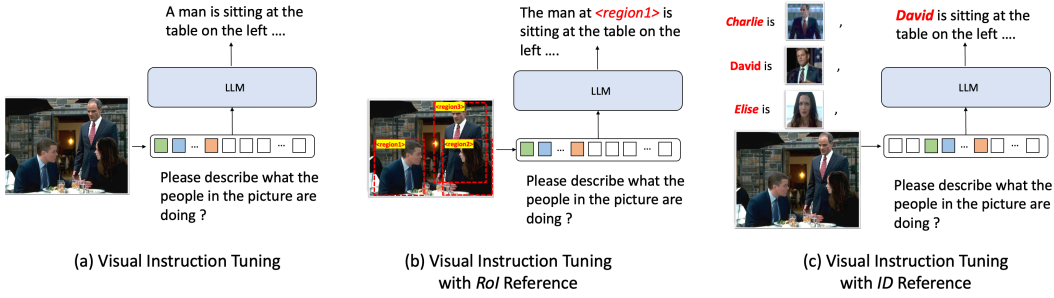 A man is sitting at the
table on the left ....
LLM
...
...
Please describe what the
people in the picture are
doing ?
(a) Visual Instruction Tuning
The man at <region1> is
sitting at the table on the
left ....
LLM
<region3>
<region1>
<region2>
...
...
Please describe what the
people in the picture are
doing ?
(b) Visual Instruction Tuning
with RoI Reference
Charlie is ,
David is ,
Elise is ,
David is sitting at the
table on the left ....
LLM
...
...
Please describe what the
people in the picture are
doing ?
(c) Visual Instruction Tuning
with ID Reference